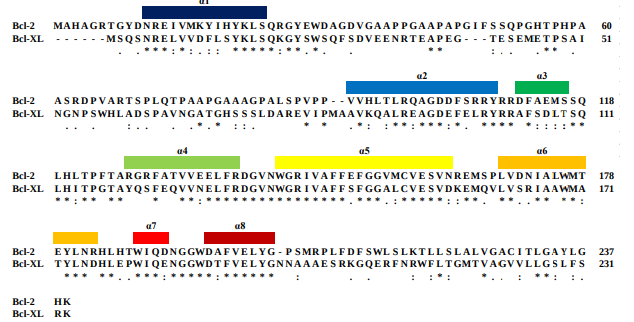 α1
Bcl-2 MAHAGRTGYDNREIVMKYIHYKLSQRGYEWDAGDVGAAPPGAAPAPGIFSSQPGHTPHPA 60
Bcl-XL ------MSQSNRELVVDFLSYKLSQKGYSWSQFSDVEENRTEAPEG---TESEMETPSAI 51
α2 α3
Bcl-2 ASRDPVARTSPLQTPAAPGAAAGPALSPVPP--VVHLTLRQAGDDFSRRYRRDFAEMSSQ 118
Bcl-XL NGNPSWHLADSPAVNGATGHSSSLDAREVIPMAAVKQALREAGDEFELRYRRAFSDLTSQ 111
α4 α5 α6
Bcl-2 LHLTPFTARGRFATVVEELFRDGVNWGRIVAFFEFGGVMCVESVNREMSPLVDNIALWMT 178
Bcl-XL LHITPGTAYQSFEQVVNELFRDGVNWGRIVAFFSFGGALCVESVDKEMQVLVSRIAAWMA 171
α7 α8
Bcl-2 EYLNRHLHTWIQDNGGWDAFVELYG-PSMRPLFDFSWLSLKTLLSLALVGACITLGAYLG 237
Bcl-XL TYLNDHLEPWIQENGGWDTFVELYGNNAAAESRKGQERFNRWFLTGMTVAGVVLLGSLFS 231
Bcl-2 HK
Bcl-XL RK